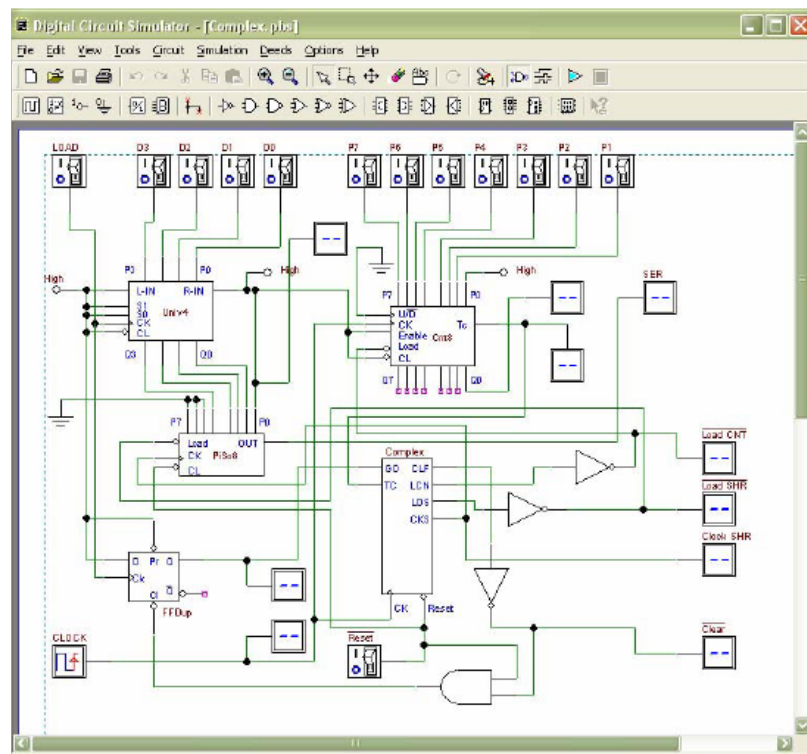 Digital Circuit Simulator - [Complex.pbs]
File Edit View Tools Circuit Simulation Deeds Options Help
LOAD D3 D2 D1 D0 P7 P6 P5 P4 P3 P2 P1
High
High
High
SER
P3 P0
L-IN R-IN
S1
S0
CK
CL
Univ4
Q3 Q0
P7 P0
U/D
CK
Enable
Load
CL
Tc
Cnt8
Q7 Q0
P7 P0
Load OUT
CK
CL
PiSo8
Complex
GO CLF
TC LCN
LDS
CKS
CK Reset
Load CNT
Load SHR
Clock SHR
Clear
D Pr Q
Ck
Cl Q
FFDup
CLOCK
Reset